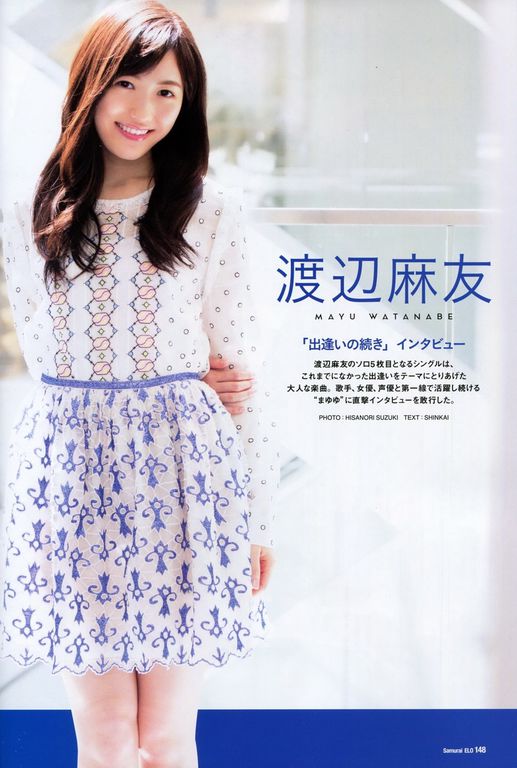 渡辺麻友
MAYU WATANABE
「出逢いの続き」インタビュー
渡辺麻友のソロ5枚目となるシングルは、
これまでになかった出逢いをテーマにとりあげた
大人な楽曲。歌手、女優、声優と第一線で活躍し続ける
“まゆゆ”に直撃インタビューを敢行した。
PHOTO : HISANORI SUZUKI TEXT : SHINKAI
Samurai ELO 148